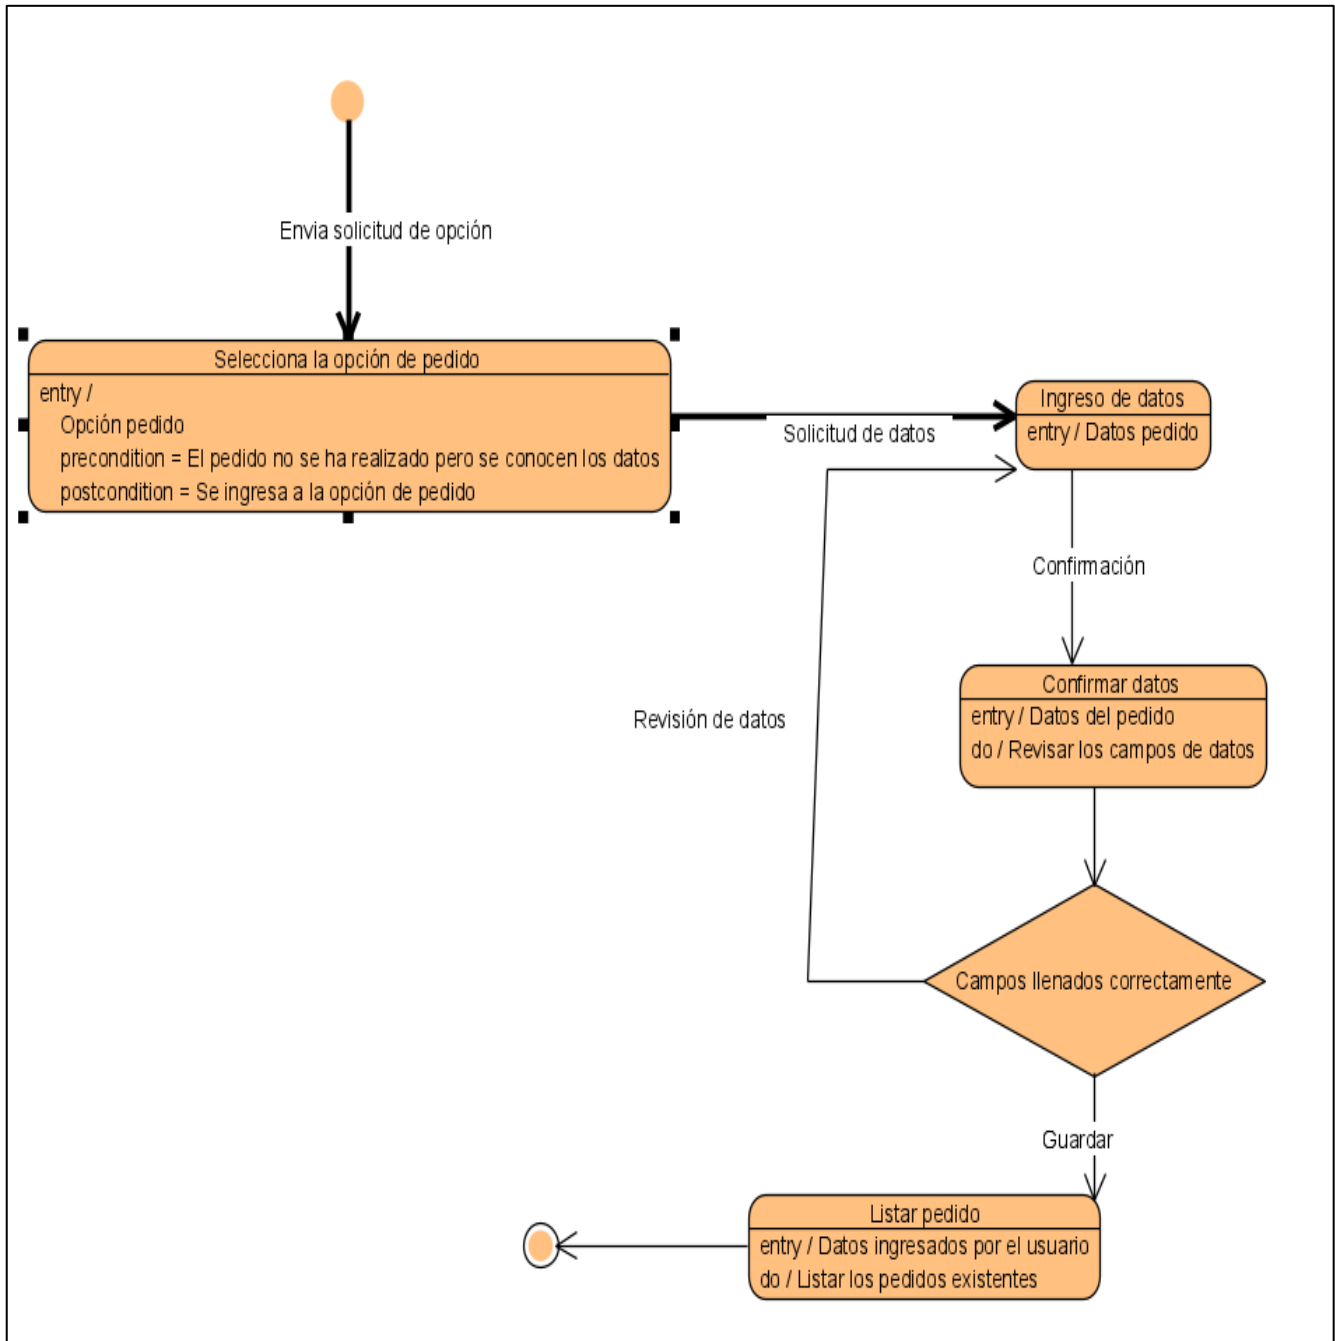 Envia solicitud de opción
Selecciona la opción de pedido
entry /
Opción pedido
precondition = El pedido no se ha realizado pero se conocen los datos
postcondition = Se ingresa a la opción de pedido
Solicitud de datos
Ingreso de datos
entry / Datos pedido
Confirmación
Confirmar datos
entry / Datos del pedido
do / Revisar los campos de datos
Revisión de datos
Campos llenados correctamente
Guardar
Listar pedido
entry / Datos ingresados por el usuario
do / Listar los pedidos existentes